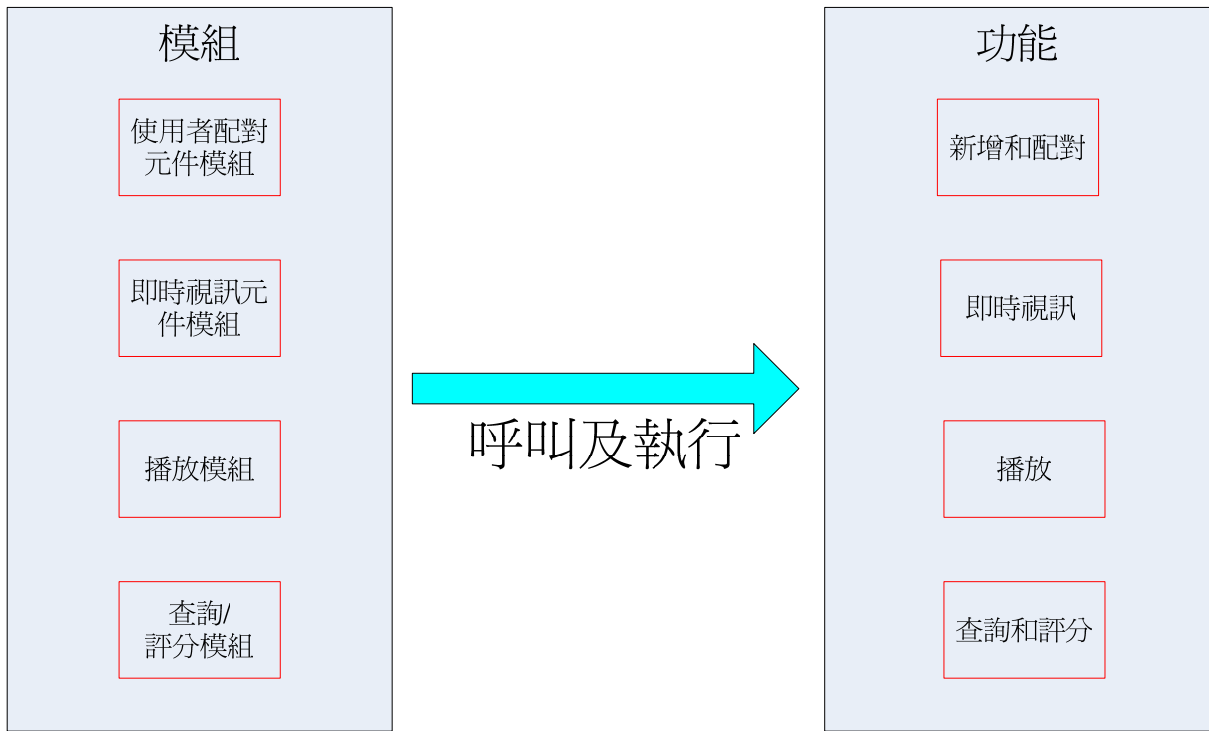 模組
使用者配對
元件模組
即時視訊元
件模組
播放模組
查詢/
評分模組
呼叫及執行
功能
新增和配對
即時視訊
播放
查詢和評分